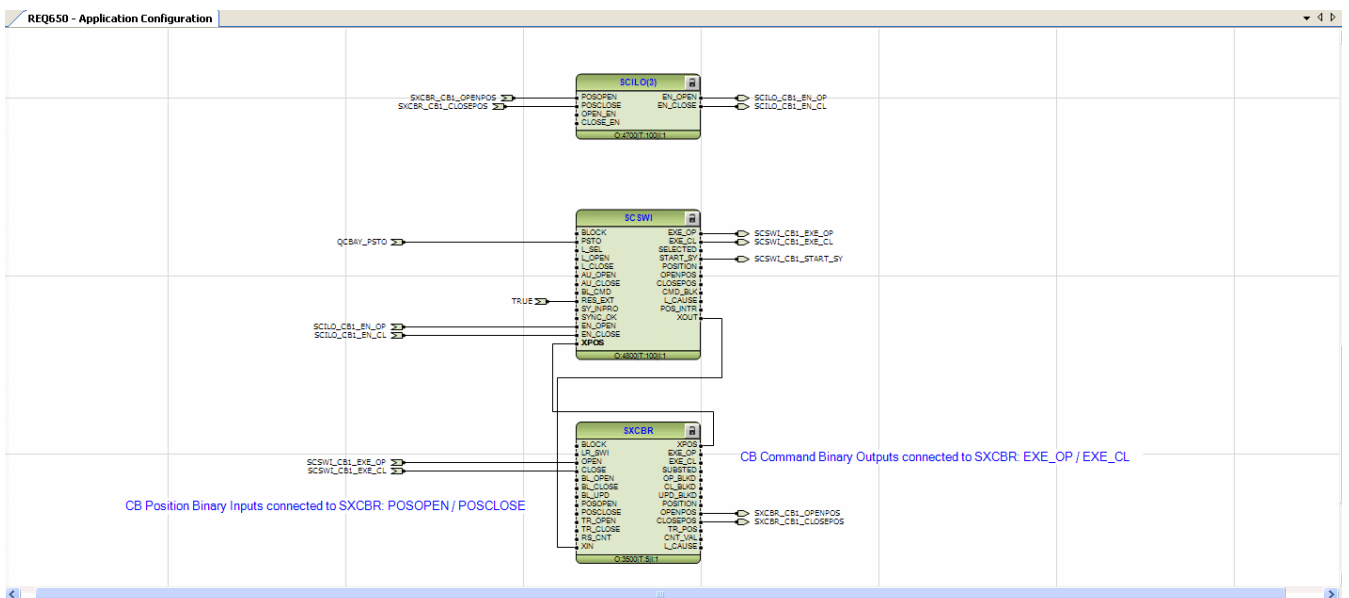 REQ650 - Application Configuration
SCILO(3)
SXCBR_CB1_OPENPOS
SXCBR_CB1_CLOSEPOS
POSOPEN
POSCLOSE
OPEN_EN
CLOSE_EN
EN_OPEN
EN_CLOSE
SCILO_CB1_EN_OP
SCILO_CB1_EN_CL
O:4700|T:100|I:1
SCSWI
QCBAY_PSTO
TRUE
SCILO_CB1_EN_OP
SCILO_CB1_EN_CL
BLOCK
PSTO
L_SEL
L_OPEN
L_CLOSE
AU_OPEN
AU_CLOSE
BL_CMD
RES_EXT
SY_INPRO
SYNC_OK
EN_OPEN
EN_CLOSE
XPOS
EXE_OP
EXE_CL
SELECTED
START_SY
POSITION
OPENPOS
CLOSEPOS
CMD_BLK
L_CAUSE
POS_INTR
XOUT
SCSWI_CB1_EXE_OP
SCSWI_CB1_EXE_CL
SCSWI_CB1_START_SY
O:4800|T:100|I:1
SXCBR
SCSWI_CB1_EXE_OP
SCSWI_CB1_EXE_CL
CB Position Binary Inputs connected to SXCBR: POSOPEN / POSCLOSE
BLOCK
LR_SWI
OPEN
CLOSE
BL_OPEN
BL_CLOSE
BL_UPD
POSOPEN
POSCLOSE
TR_OPEN
TR_CLOSE
RS_CNT
XIN
XPOS
EXE_OP
EXE_CL
SUBSTED
OP_BLKD
CL_BLKD
UPD_BLKD
POSITION
OPENPOS
CLOSEPOS
TR_POS
CNT_VAL
L_CAUSE
CB Command Binary Outputs connected to SXCBR: EXE_OP / EXE_CL
SXCBR_CB1_OPENPOS
SXCBR_CB1_CLOSEPOS
O:3500|T:5|I:1